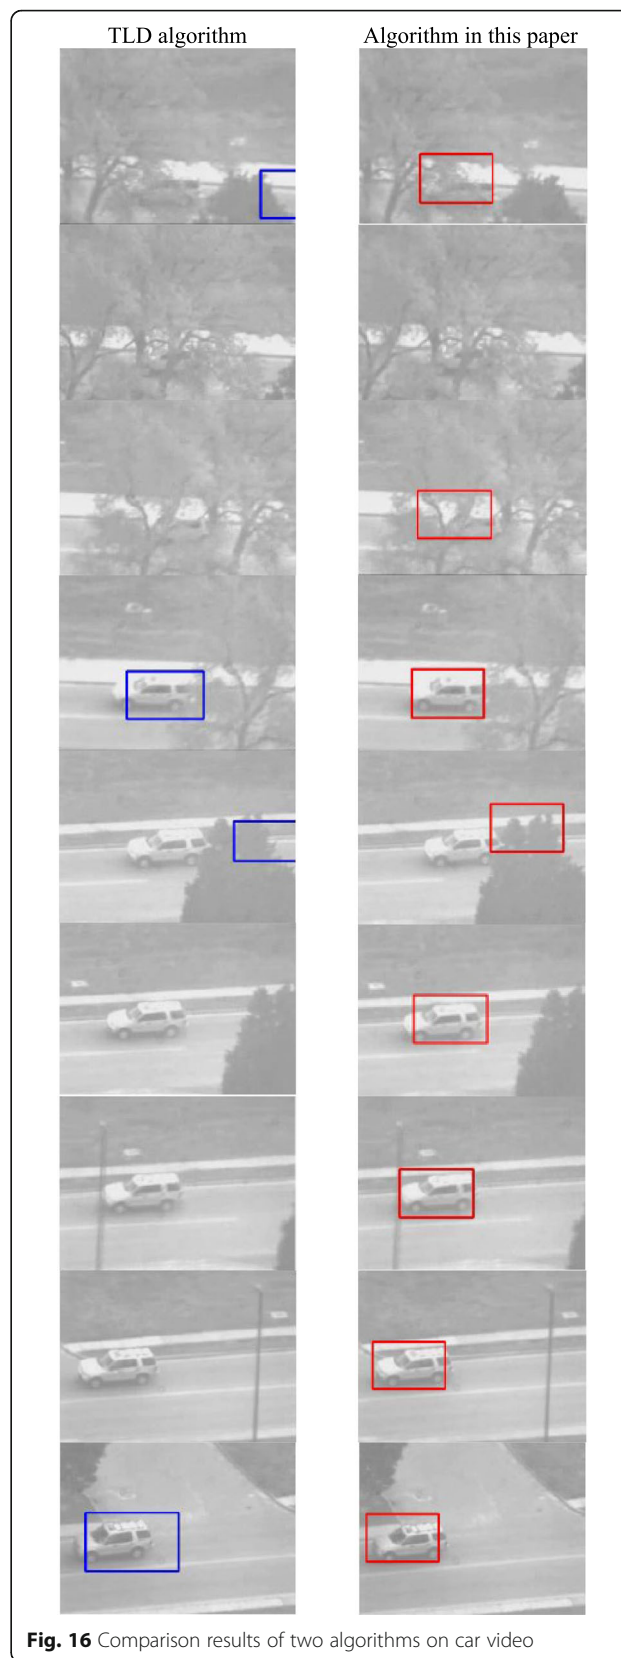 TLD algorithm
Algorithm in this paper
Fig. 16 Comparison results of two algorithms on car video